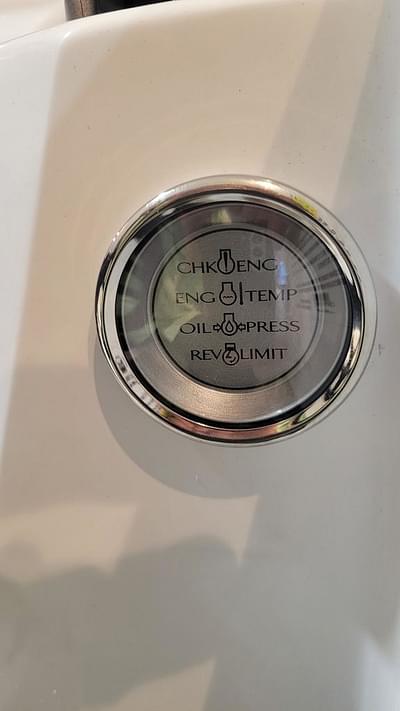 CHK ENG
ENG TEMP
OIL PRESS
REV LIMIT